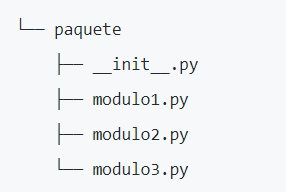 └── paquete
├── __init__.py
├── modulo1.py
├── modulo2.py
└── modulo3.py